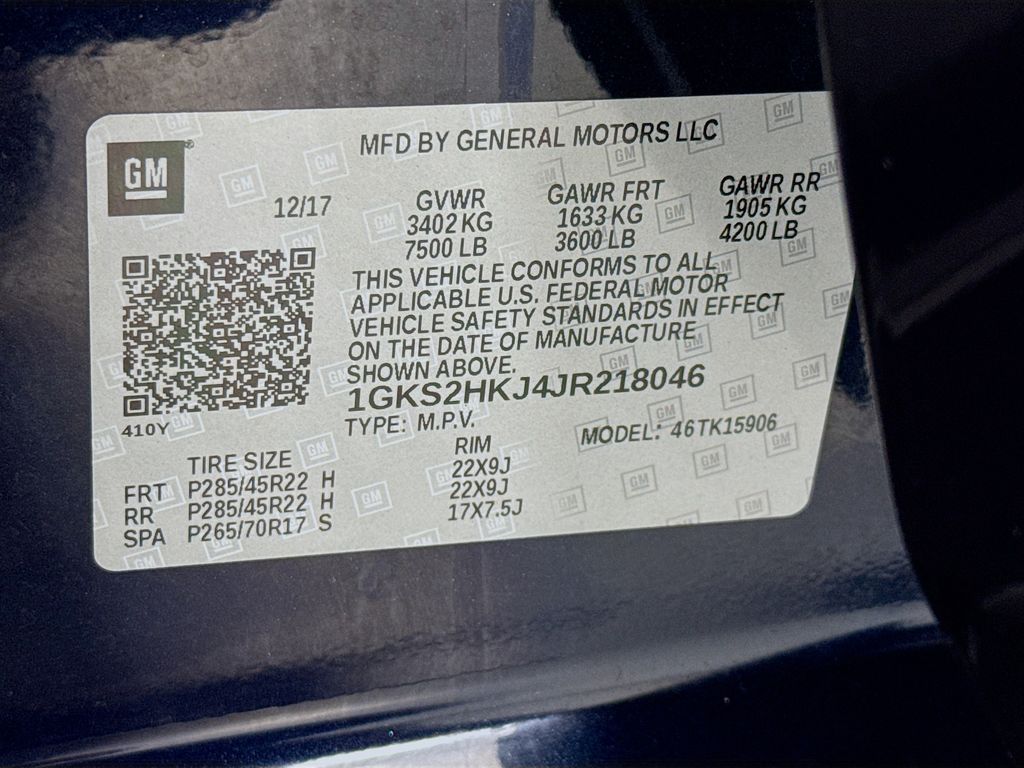 GM
MFD BY GENERAL MOTORS LLC
12/17
GVWR
3402 KG
7500 LB
GAWR FRT
1633 KG
3600 LB
GAWR RR
1905 KG
4200 LB
THIS VEHICLE CONFORMS TO ALL
APPLICABLE U.S. FEDERAL MOTOR
VEHICLE SAFETY STANDARDS IN EFFECT
ON THE DATE OF MANUFACTURE
SHOWN ABOVE.
1GKS2HKJ4JR218046
TYPE: M.P.V.
MODEL: 46TK15906
410Y
TIRE SIZE RIM
FRT P285/45R22 H 22X9J
RR P285/45R22 H 22X9J
SPA P265/70R17 S 17X7.5J